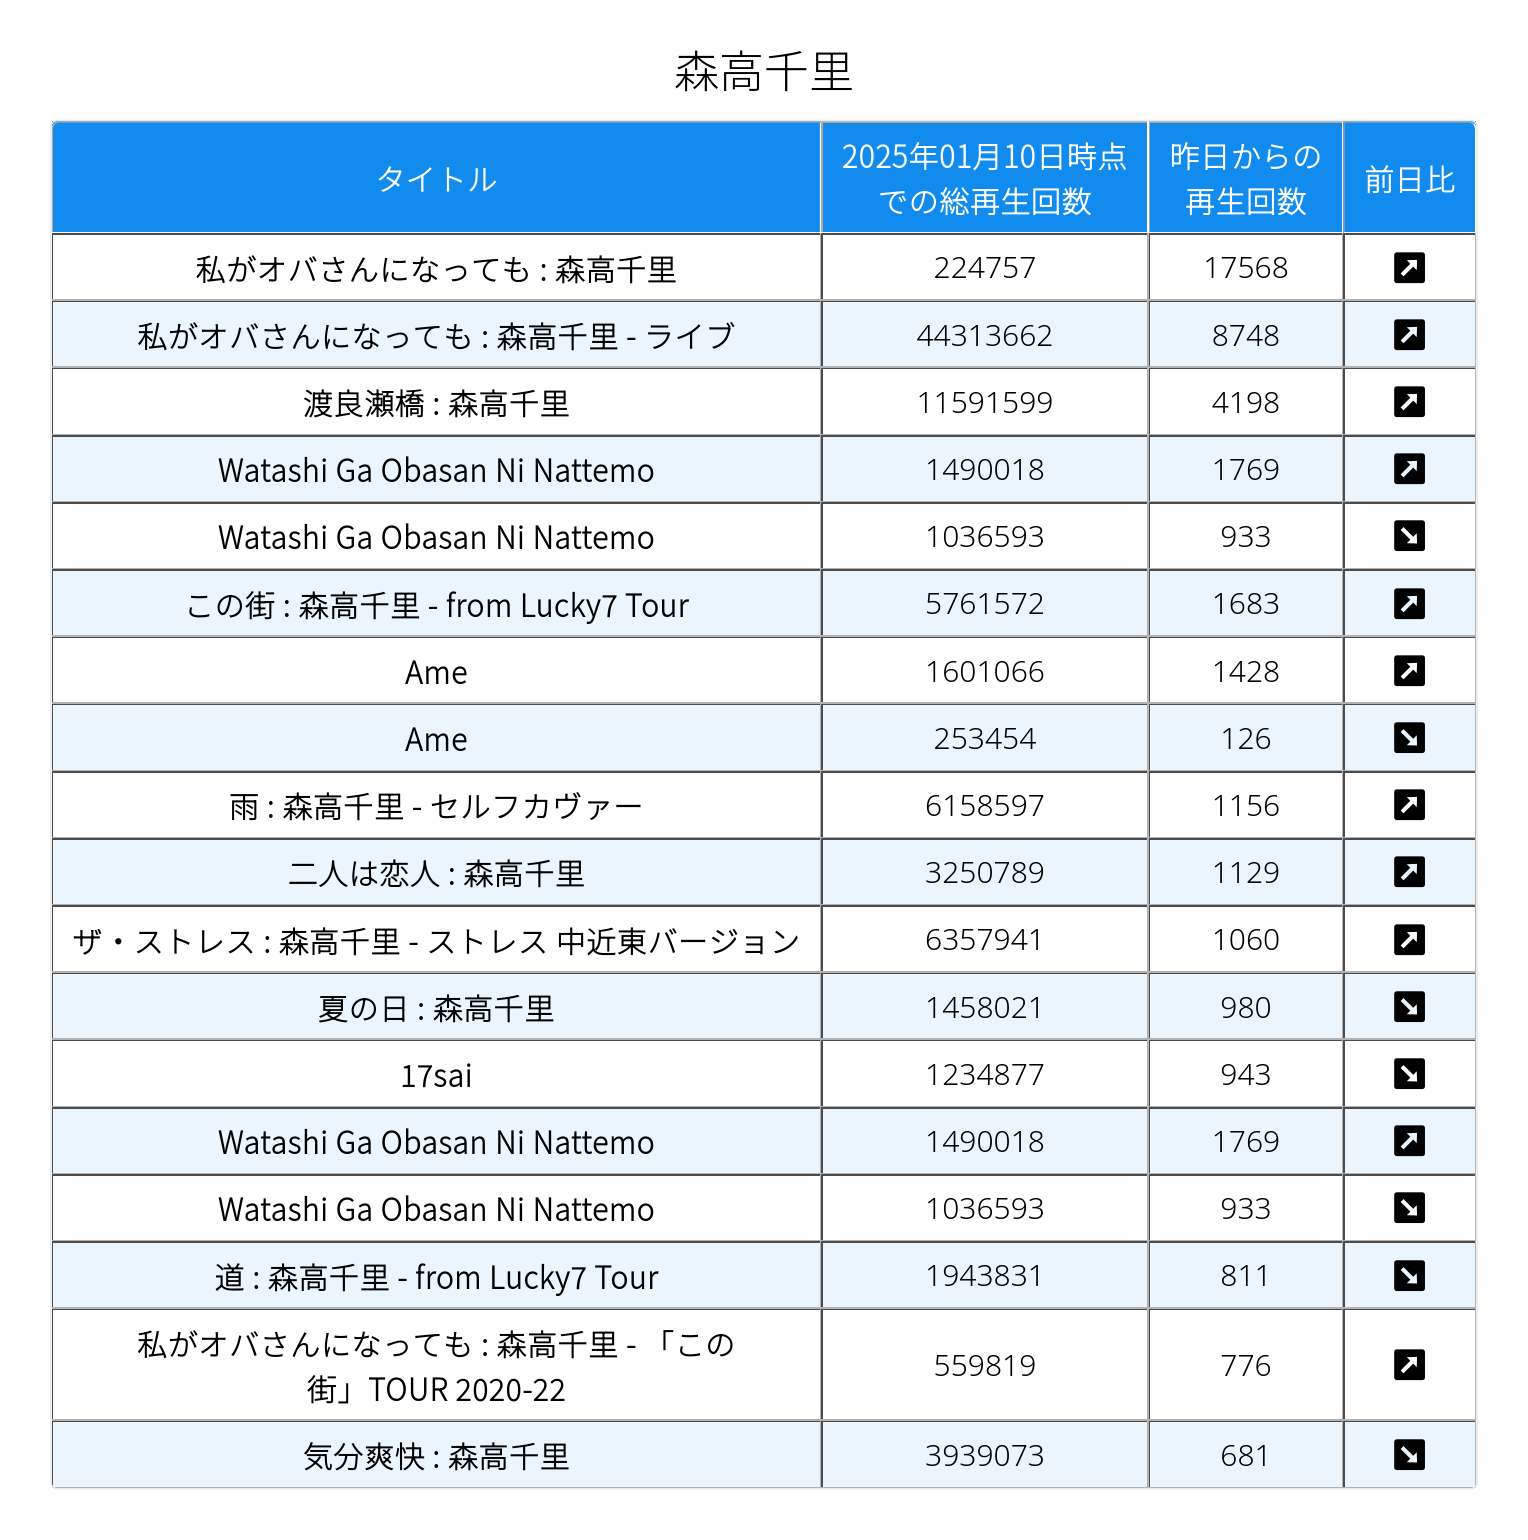 森高千里
タイトル 2025年01月10日時点での総再生回数 昨日からの再生回数 前日比
私がオバさんになっても : 森高千里 224757 17568
私がオバさんになっても : 森高千里 - ライブ 44313662 8748
渡良瀬橋 : 森高千里 11591599 4198
Watashi Ga Obasan Ni Nattemo 1490018 1769
Watashi Ga Obasan Ni Nattemo 1036593 933
この街 : 森高千里 - from Lucky7 Tour 5761572 1683
Ame 1601066 1428
Ame 253454 126
雨 : 森高千里 - セルフカヴァー 6158597 1156
二人は恋人 : 森高千里 3250789 1129
ザ・ストレス : 森高千里 - ストレス 中近東バージョン 6357941 1060
夏の日 : 森高千里 1458021 980
17sai 1234877 943
Watashi Ga Obasan Ni Nattemo 1490018 1769
Watashi Ga Obasan Ni Nattemo 1036593 933
道 : 森高千里 - from Lucky7 Tour 1943831 811
私がオバさんになっても : 森高千里 - 「この街」TOUR 2020-22 559819 776
気分爽快 : 森高千里 3939073 681